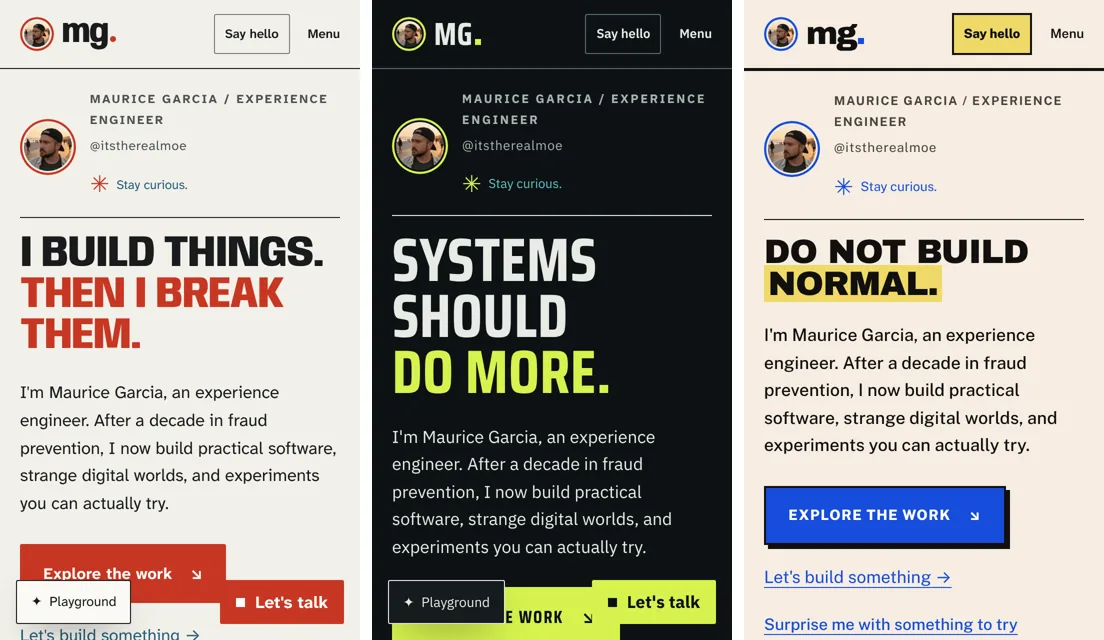 mg.
Say hello
Menu
MAURICE GARCIA / EXPERIENCE
ENGINEER
@itstherealmoe
Stay curious.
I BUILD THINGS.
THEN I BREAK
THEM.
I'm Maurice Garcia, an experience
engineer. After a decade in fraud
prevention, I now build practical software,
strange digital worlds, and experiments
you can actually try.
Explore the work ↘
✦ Playground
■ Let's talk
Let's build something →
MG.
Say hello
Menu
MAURICE GARCIA / EXPERIENCE
ENGINEER
@itstherealmoe
Stay curious.
SYSTEMS
SHOULD
DO MORE.
I'm Maurice Garcia, an experience
engineer. After a decade in fraud
prevention, I now build practical
software, strange digital worlds, and
experiments you can actually try.
✦ Playground
E WORK ↘
■ Let's talk
mg.
Say hello
Menu
MAURICE GARCIA / EXPERIENCE
ENGINEER
@itstherealmoe
Stay curious.
DO NOT BUILD
NORMAL.
I'm Maurice Garcia, an experience
engineer. After a decade in fraud
prevention, I now build practical
software, strange digital worlds, and
experiments you can actually try.
EXPLORE THE WORK ↘
Let's build something →
Surprise me with something to try